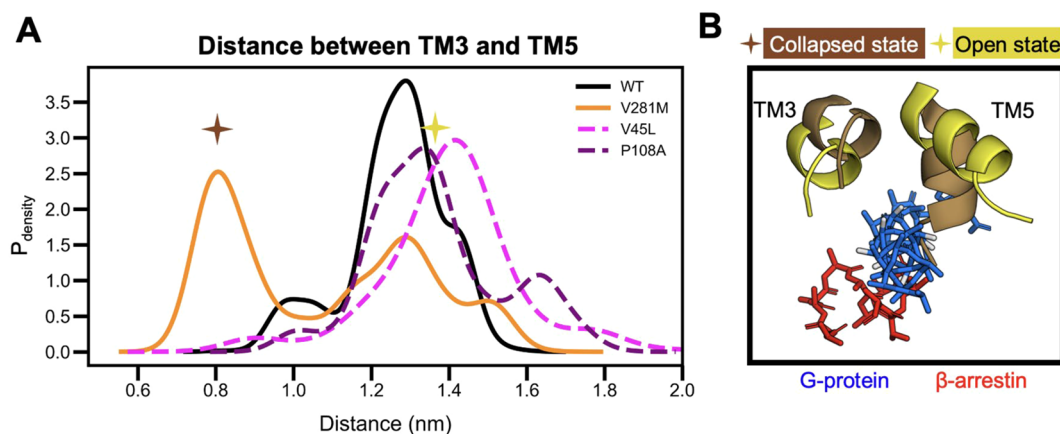 A
Distance between TM3 and TM5
P density
3.5
3.0
2.5
2.0
1.5
1.0
0.5
0.0
0.6
0.8
1.0
1.2
1.4
1.6
1.8
2.0
Distance (nm)
WT
V281M
V45L
P108A
B
Collapsed state
Open state
TM3
TM5
G-protein
β-arrestin